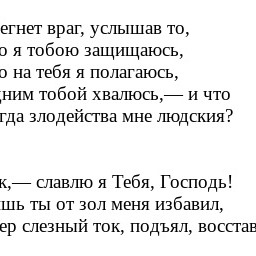 егнет враг, услышав то,
о я тобою защищаюсь,
о на тебя я полагаюсь,
ним тобой хвалюсь,— и что
гда злодейства мне людския?
к,— славлю я Тебя, Господь!
шь ты от зол меня избавил,
ер слезный ток, подъял, восстав